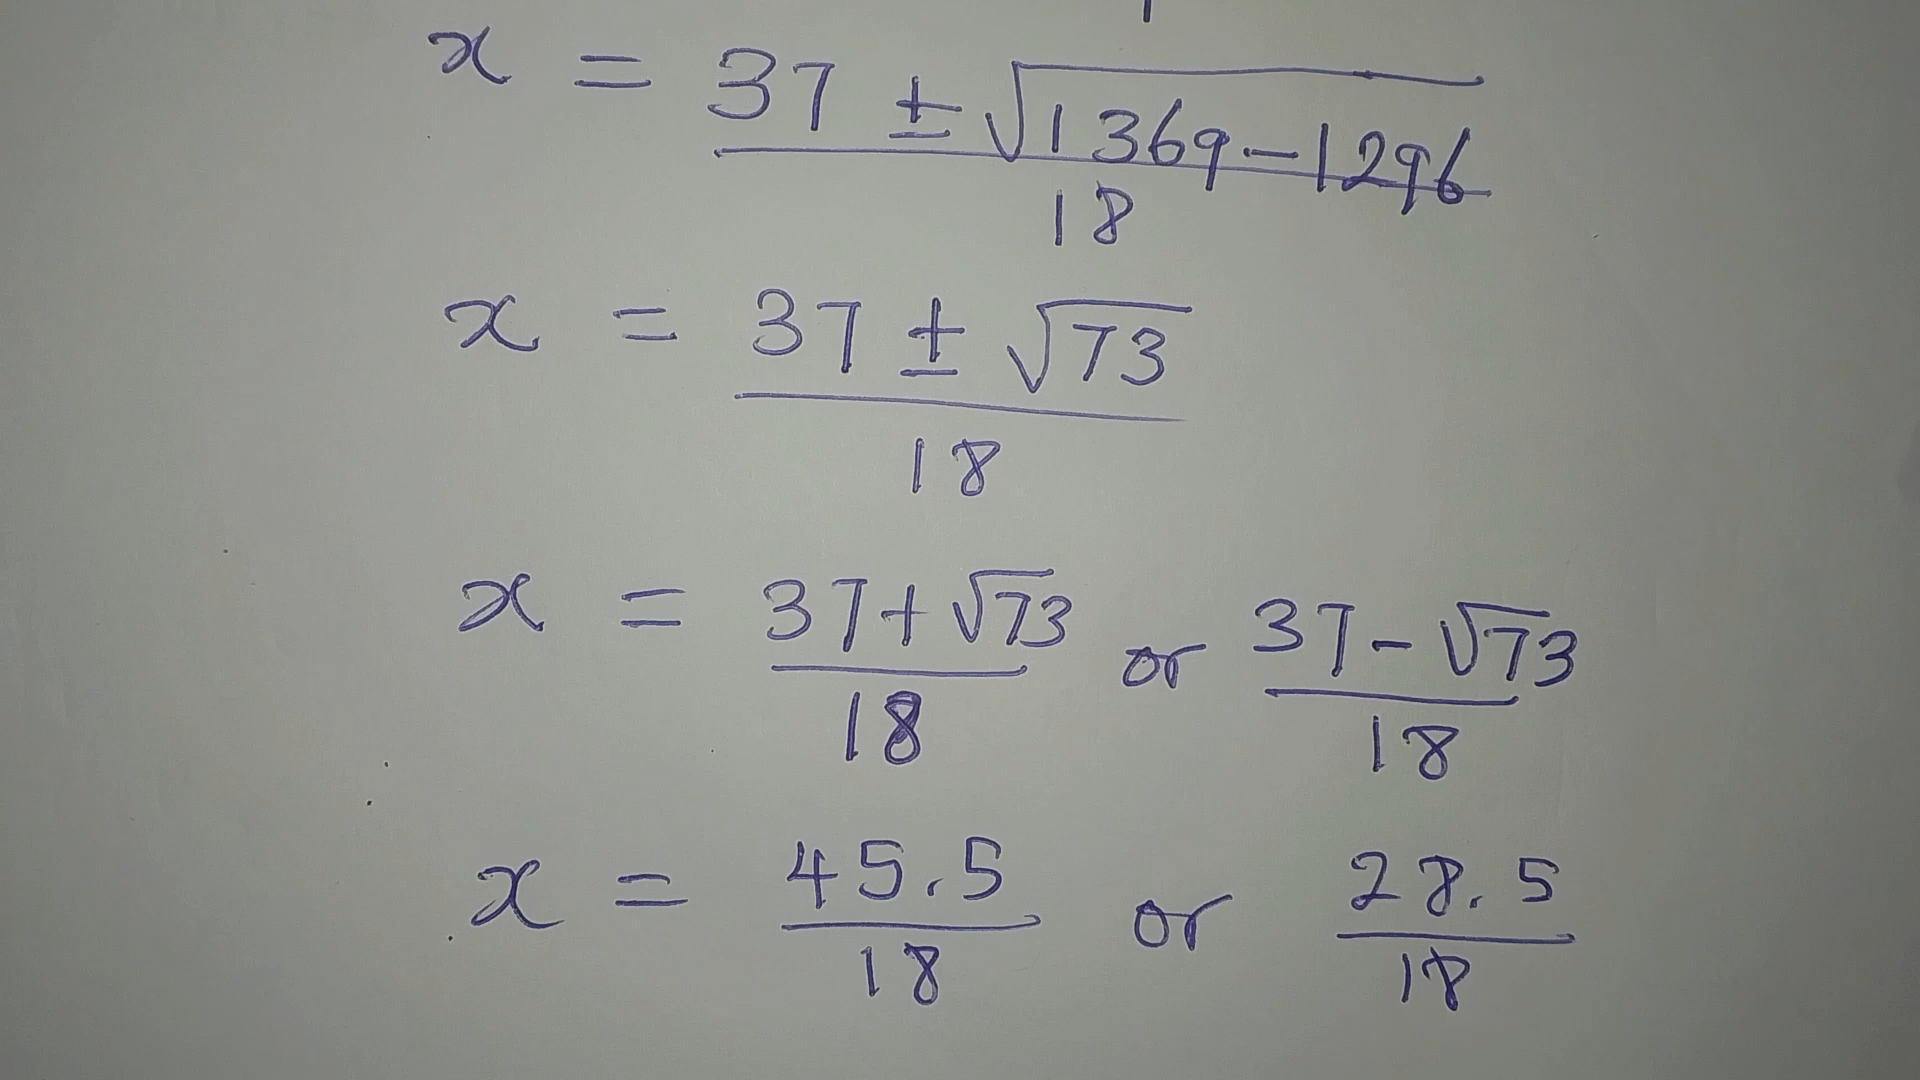 x = 37 ± √1369-1296
18
x = 37 ± √73
18
x = 37+√73 or 37-√73
18 18
x = 45.5 or 28.5
18 18